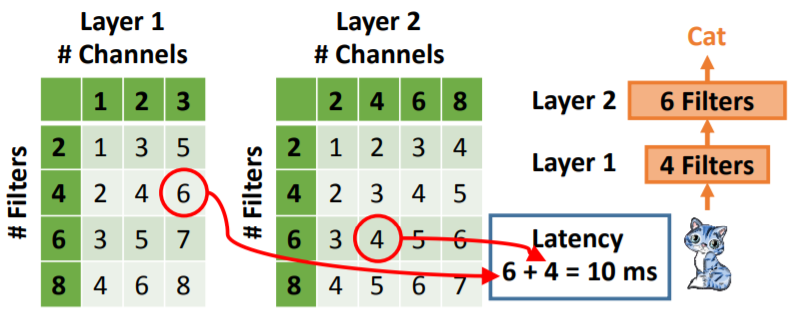 Layer 1
# Channels
1 2 3
# Filters
2 1 3 5
4 2 4 6
6 3 5 7
8 4 6 8
Layer 2
# Channels
2 4 6 8
# Filters
2 1 2 3 4
4 2 3 4 5
6 3 4 5 6
8 4 5 6 7
Cat
Layer 2 6 Filters
Layer 1 4 Filters
Latency
6 + 4 = 10 ms